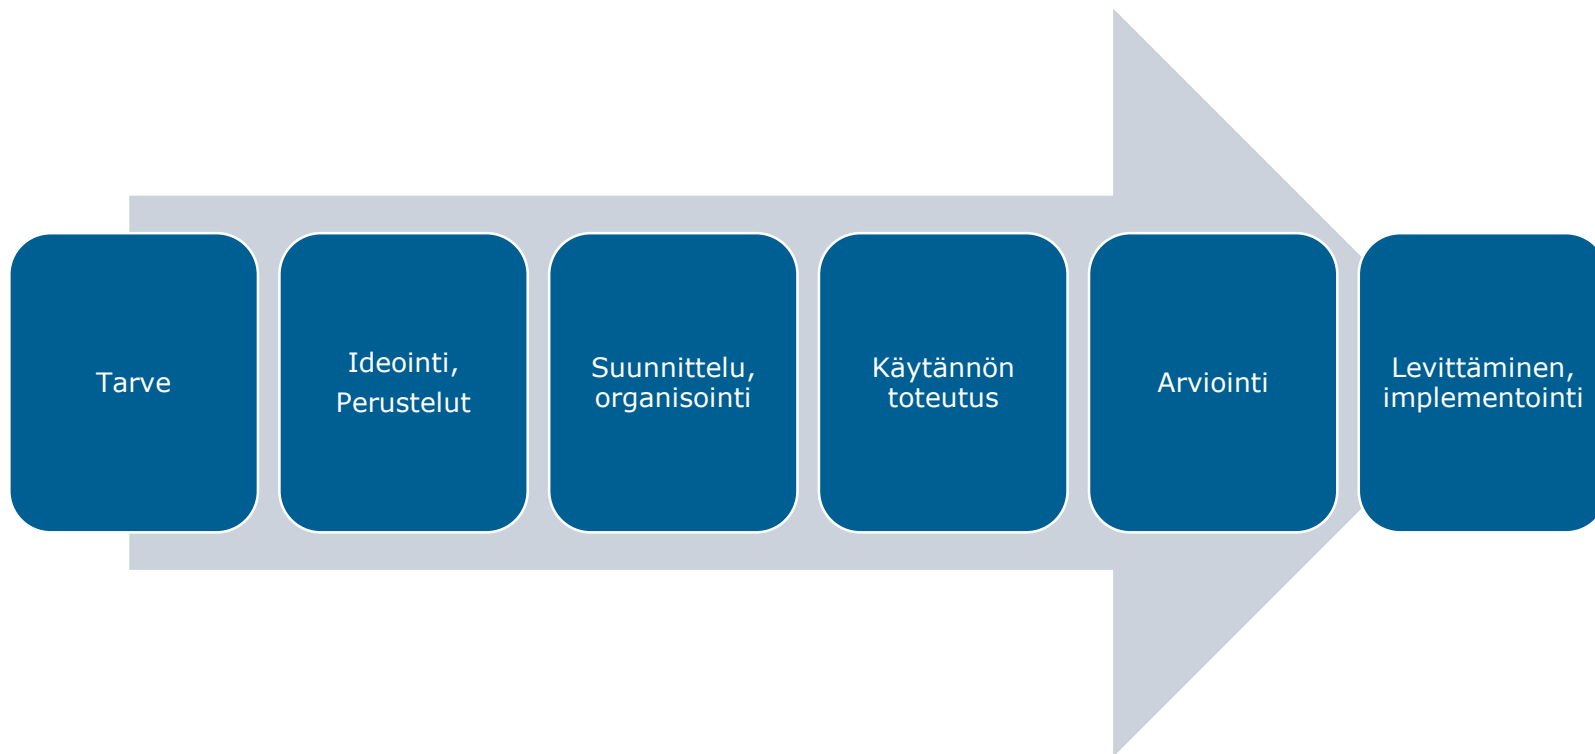 Tarve
Ideointi,
Perustelut
Suunnittelu,
organisointi
Käytännön
toteutus
Arviointi
Levittäminen,
implementointi